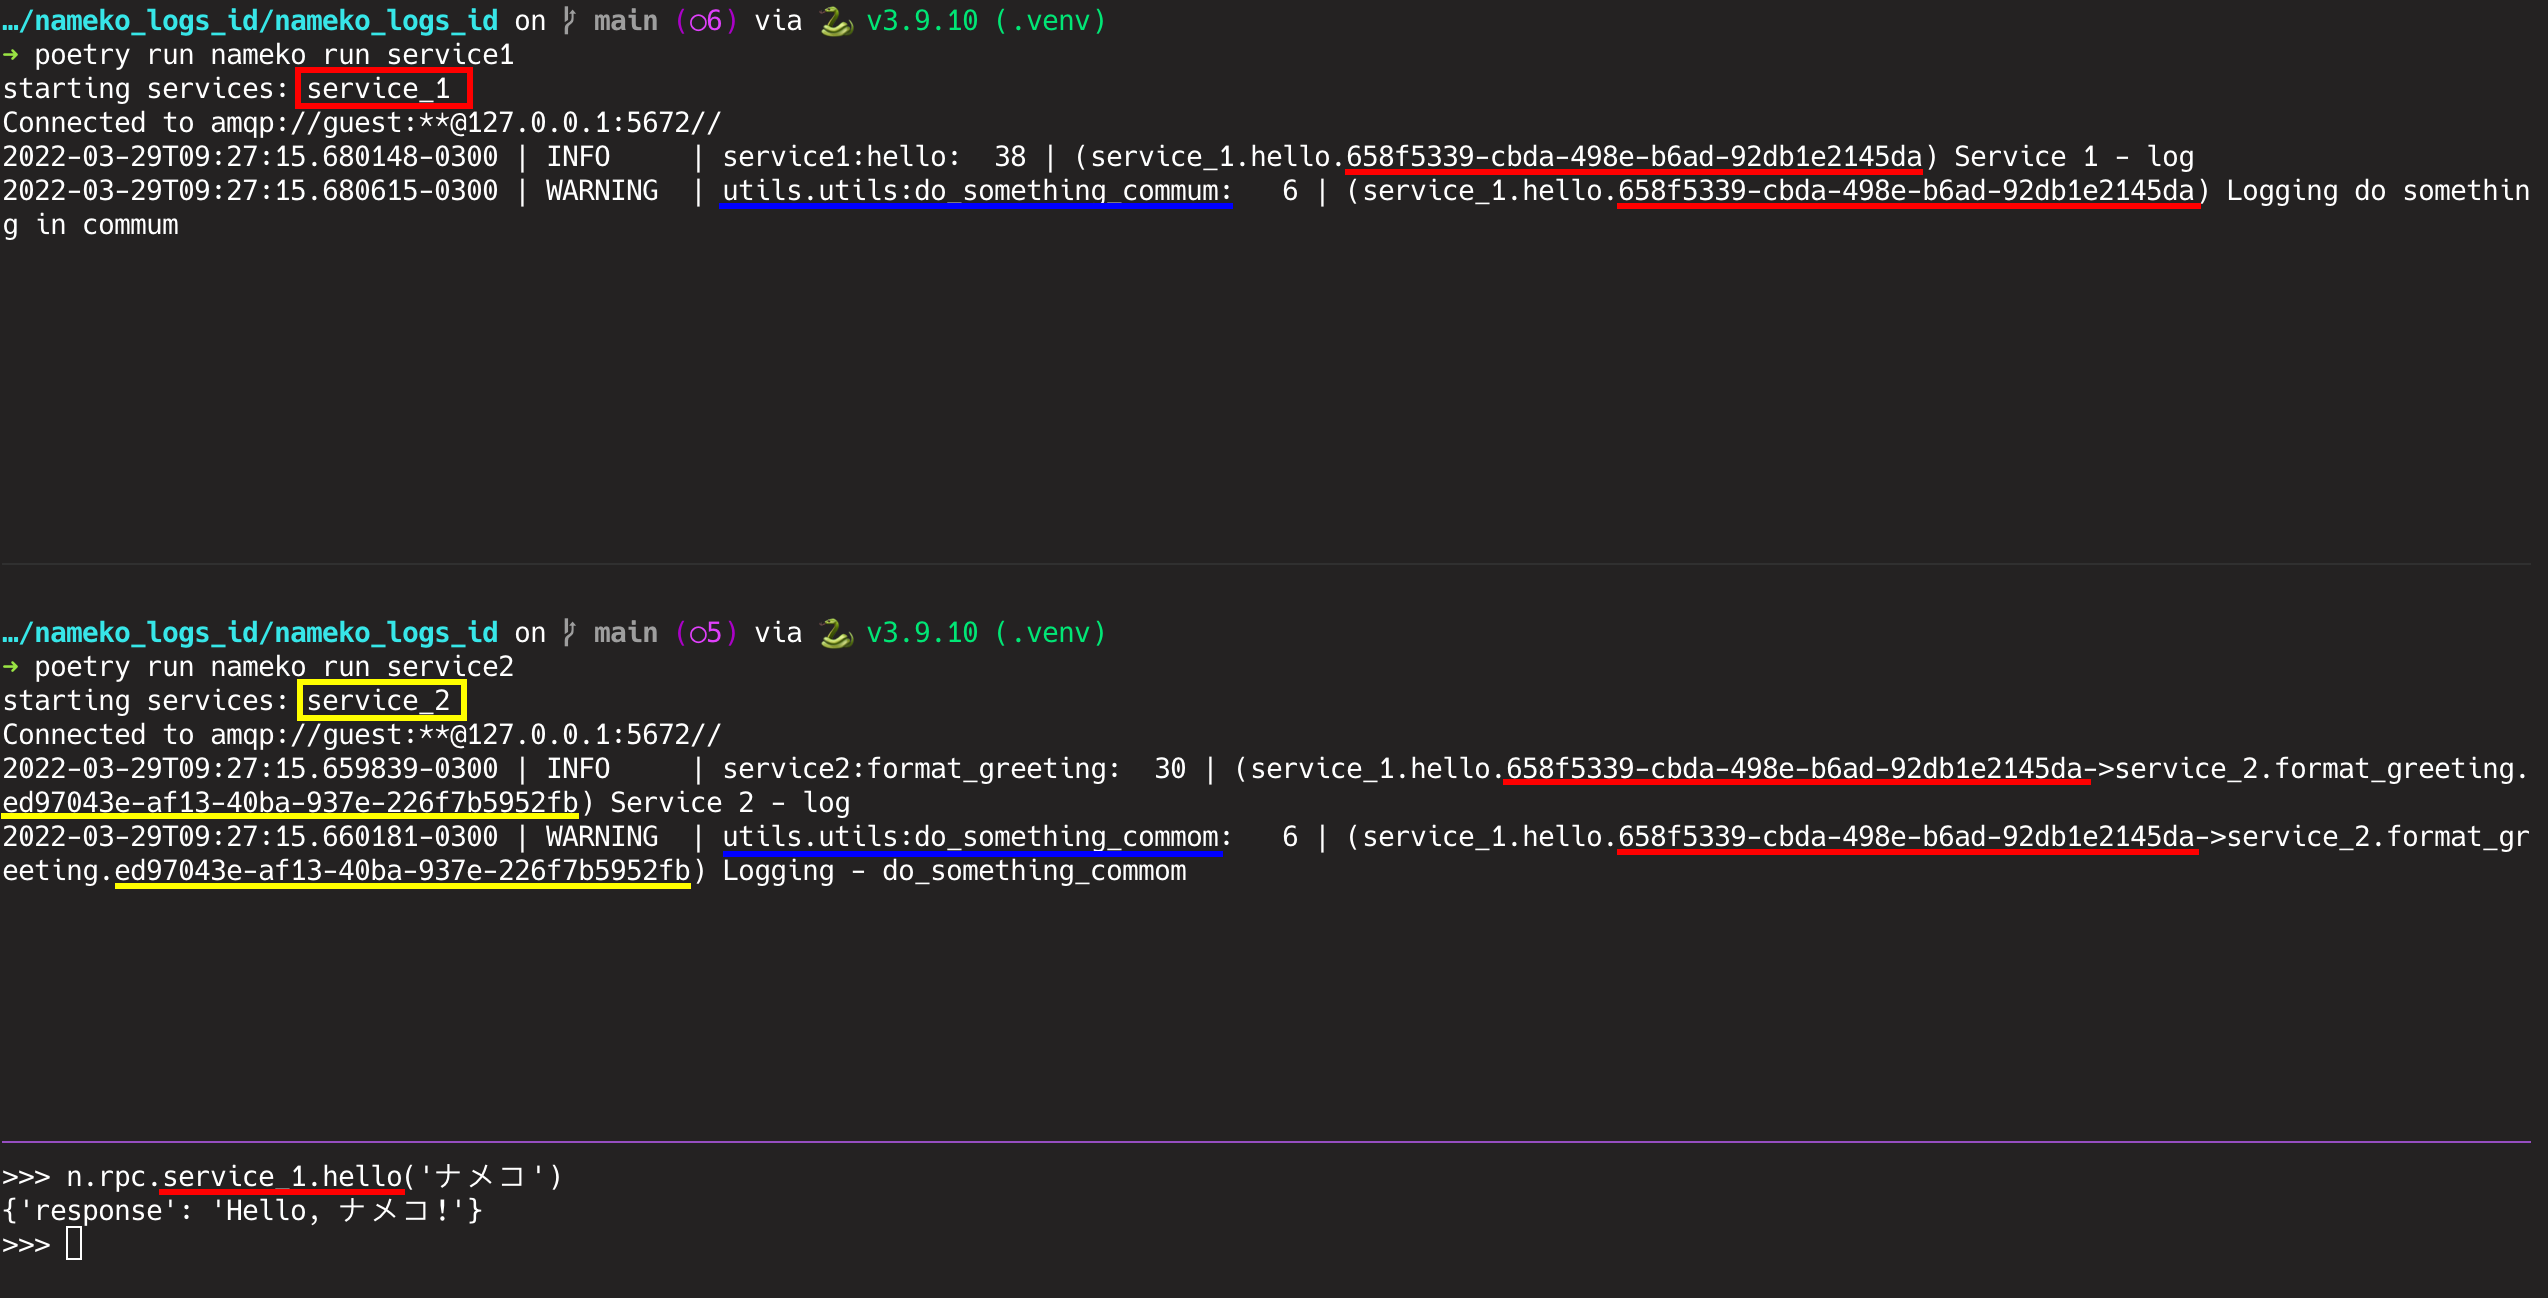 …/nameko_logs_id/nameko_logs_id on main (○6) via 🐍 v3.9.10 (.venv)
➜ poetry run nameko run service1
starting services: service_1
Connected to amqp://guest:**@127.0.0.1:5672//
2022-03-29T09:27:15.680148-0300 | INFO     | service1:hello:  38 | (service_1.hello.658f5339-cbda-498e-b6ad-92db1e2145da) Service 1 - log
2022-03-29T09:27:15.680615-0300 | WARNING  | utils.utils:do_something_commum:   6 | (service_1.hello.658f5339-cbda-498e-b6ad-92db1e2145da) Logging do somethin
g in commum
…/nameko_logs_id/nameko_logs_id on main (○5) via 🐍 v3.9.10 (.venv)
➜ poetry run nameko run service2
starting services: service_2
Connected to amqp://guest:**@127.0.0.1:5672//
2022-03-29T09:27:15.659839-0300 | INFO     | service2:format_greeting:  30 | (service_1.hello.658f5339-cbda-498e-b6ad-92db1e2145da->service_2.format_greeting.
ed97043e-af13-40ba-937e-226f7b5952fb) Service 2 - log
2022-03-29T09:27:15.660181-0300 | WARNING  | utils.utils:do_something_commom:   6 | (service_1.hello.658f5339-cbda-498e-b6ad-92db1e2145da->service_2.format_gr
eeting.ed97043e-af13-40ba-937e-226f7b5952fb) Logging - do_something_commom
>>> n.rpc.service_1.hello('ナメコ')
{'response': 'Hello, ナメコ!'}
>>>